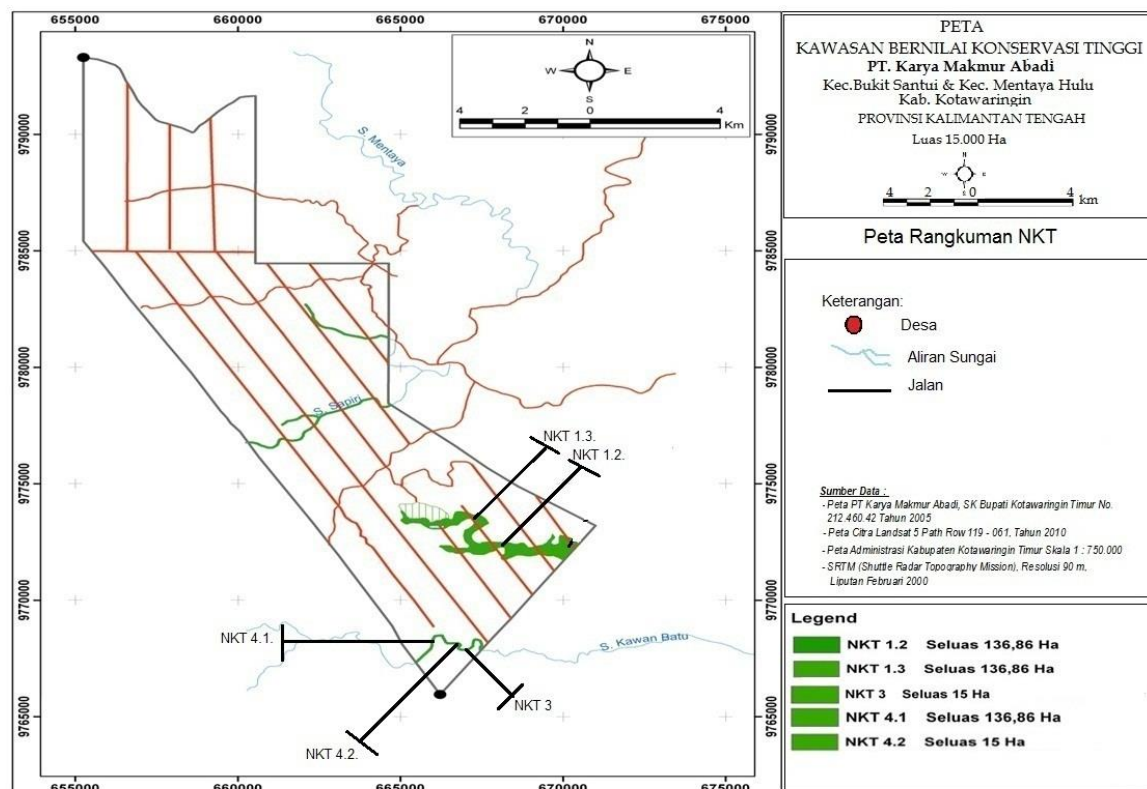 655000 660000 665000 670000 675000
9790000
9785000
9780000
9775000
9770000
9765000
N
W E
S
4 2 0 4
Km
S. Mentaya
S. Sapiri
NKT 1.3.
NKT 1.2.
NKT 4.1.
S. Kawan Batu
NKT 3
NKT 4.2.
9790000
9785000
9780000
9775000
9770000
9765000
655000 660000 665000 670000 675000
PETA
KAWASAN BERNILAI KONSERVASI TINGGI
PT. Karya Makmur Abadi
Kec.Bukit Santui & Kec. Mentaya Hulu
Kab. Kotawaringin
PROVINSI KALIMANTAN TENGAH
Luas 15.000 Ha
N
W E
S
4 2 0 4
km
Peta Rangkuman NKT
Keterangan:
Desa
Aliran Sungai
Jalan
Sumber Data :
- Peta PT Karya Makmur Abadi, SK Bupati Kotawaringin Timur No.
212.460.42 Tahun 2005
- Peta Citra Landsat 5 Path Row 119 - 061, Tahun 2010
- Peta Administrasi Kabupaten Kotawaringin Timur Skala 1 : 750.000
- SRTM (Shuttle Radar Topography Mission), Resolusi 90 m,
Liputan Februari 2000
Legend
NKT 1.2 Seluas 136,86 Ha
NKT 1.3 Seluas 136,86 Ha
NKT 3 Seluas 15 Ha
NKT 4.1 Seluas 136,86 Ha
NKT 4.2 Seluas 15 Ha